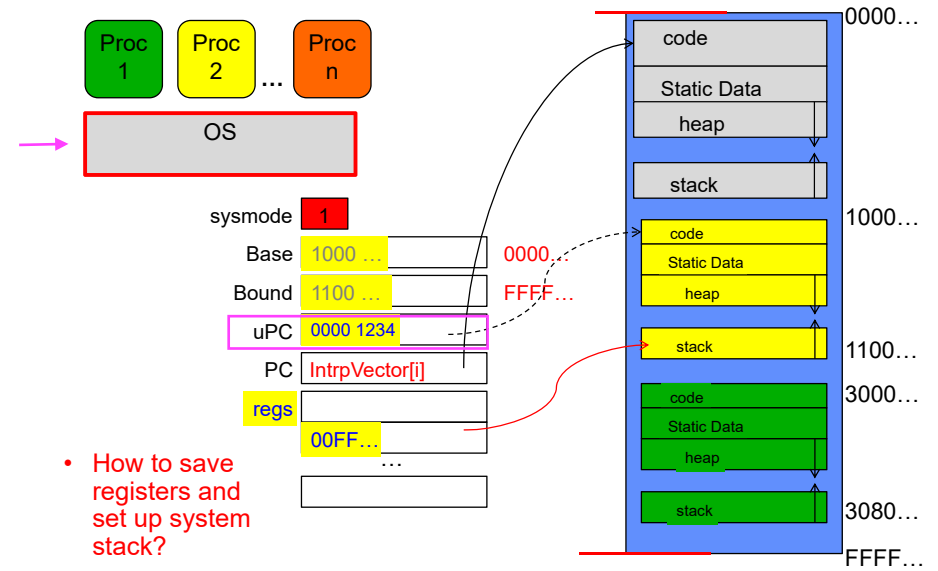 Proc
1
Proc
2
...
Proc
n
OS
sysmode 1
Base 1000 … 0000…
Bound 1100 … FFFF…
uPC 0000 1234
PC IntrpVector[i]
regs
00FF…
…
• How to save
registers and
set up system
stack?
0000…
code
Static Data
heap
stack
1000…
code
Static Data
heap
stack
1100…
3000…
code
Static Data
heap
stack
3080…
FFFF…